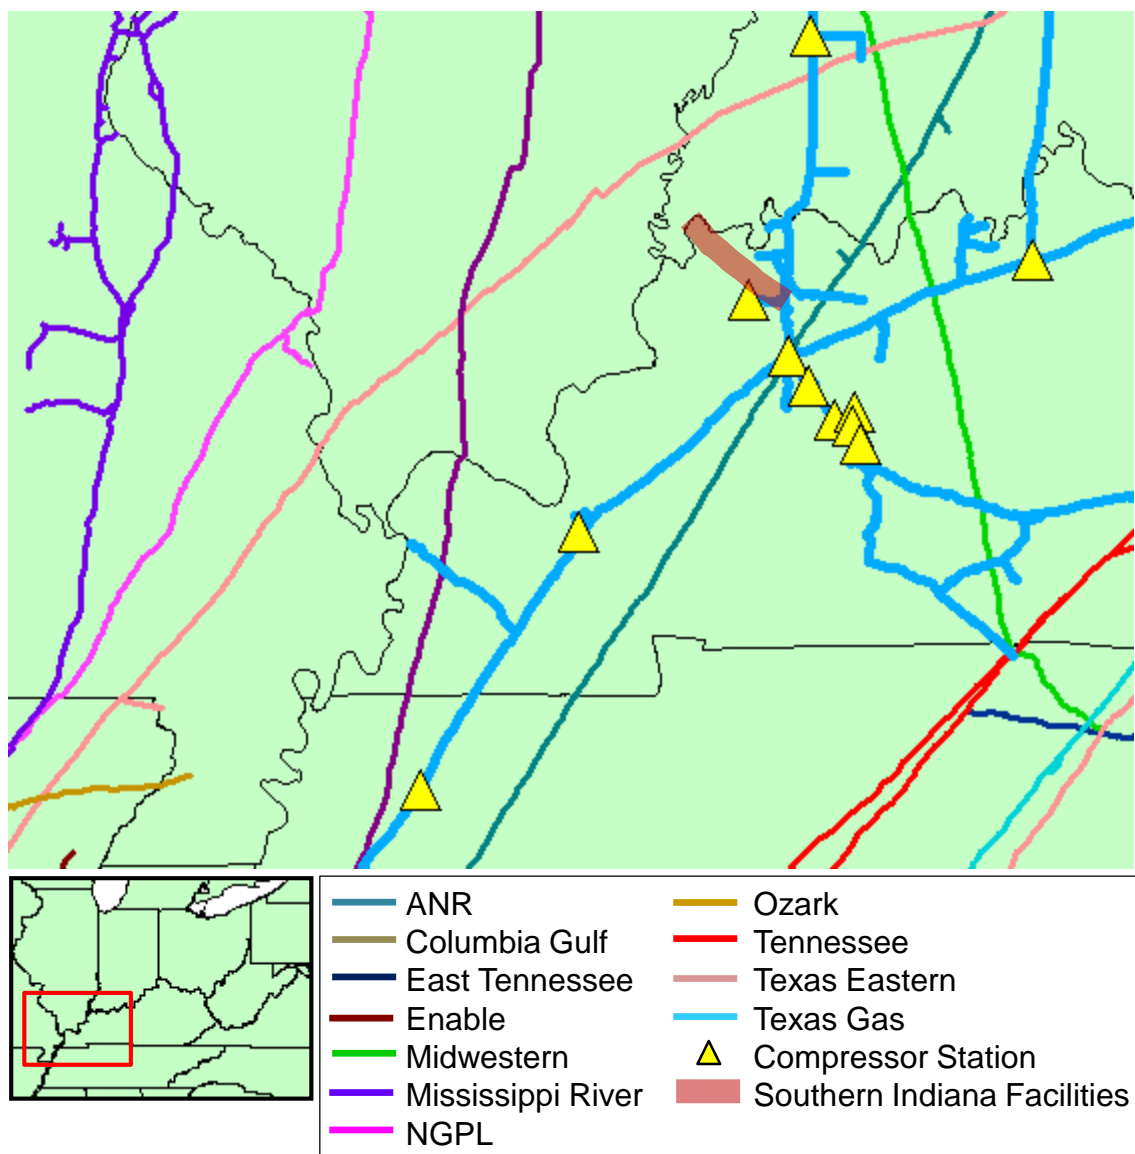 ANR
Columbia Gulf
East Tennessee
Enable
Midwestern
Mississippi River
NGPL
Ozark
Tennessee
Texas Eastern
Texas Gas
Compressor Station
Southern Indiana Facilities